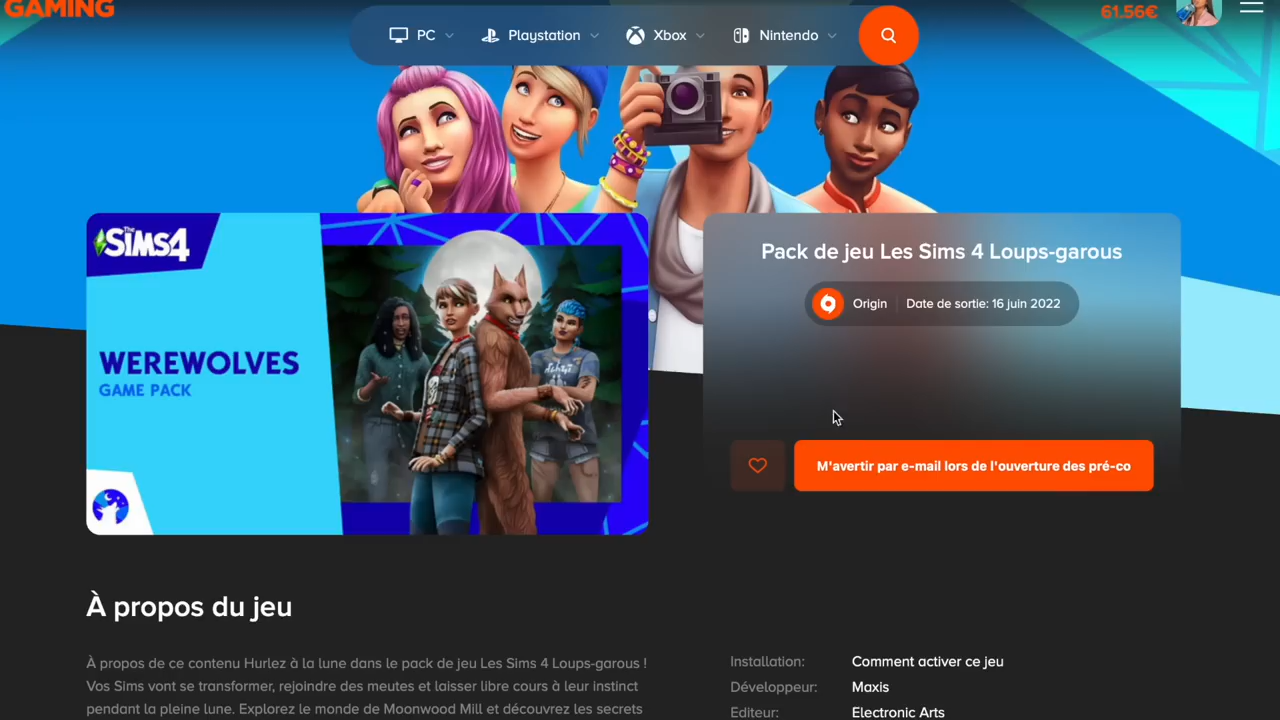 GAMING
61.56€
PC
Playstation
Xbox
Nintendo
The
SIMS4
WEREWOLVES
GAME PACK
Pack de jeu Les Sims 4 Loups-garous
Origin
Date de sortie: 16 juin 2022
M'avertir par e-mail lors de l'ouverture des pré-co
À propos du jeu
À propos de ce contenu Hurlez à la lune dans le pack de jeu Les Sims 4 Loups-garous !
Vos Sims vont se transformer, rejoindre des meutes et laisser libre cours à leur instinct
pendant la pleine lune. Explorez le monde de Moonwood Mill et découvrez les secrets
Installation: Comment activer ce jeu
Développeur: Maxis
Editeur: Electronic Arts